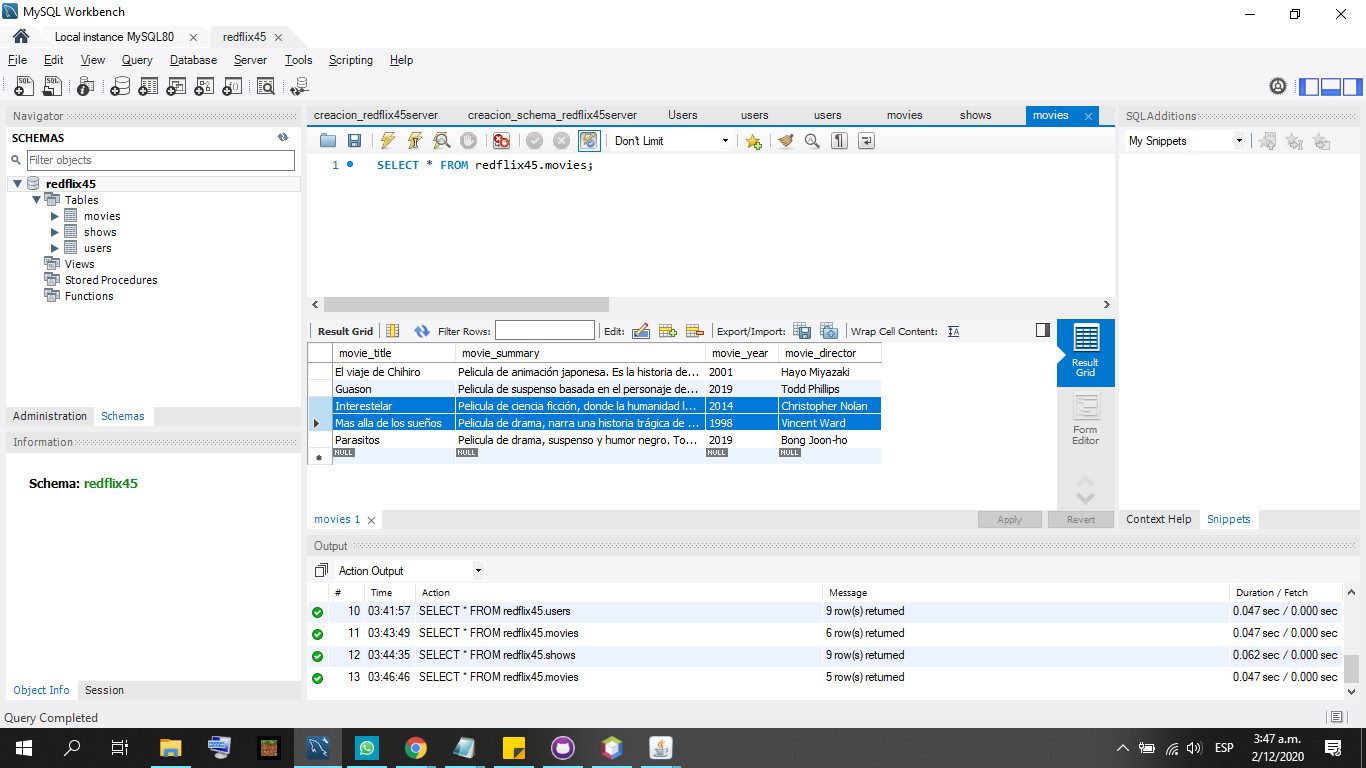 MySQL Workbench
Local instance MySQL80
redflix45
File Edit View Query Database Server Tools Scripting Help
Navigator
SCHEMAS
Filter objects
redflix45
Tables
movies
shows
users
Views
Stored Procedures
Functions
Administration Schemas
Information
Schema: redflix45
Object Info Session
creacion_redflix45server creacion_schema_redflix45server Users users users movies shows movies
Don't Limit
1 SELECT * FROM redflix45.movies;
Result Grid Filter Rows: Edit: Export/Import: Wrap Cell Content:
movie_title movie_summary movie_year movie_director
El viaje de Chihiro Pelicula de animación japonesa. Es la historia de... 2001 Hayo Miyazaki
Guason Pelicula de suspenso basada en el personaje de... 2019 Todd Phillips
Interestelar Pelicula de ciencia ficción, donde la humanidad l... 2014 Christopher Nolan
Mas alla de los sueños Pelicula de drama, narra una historia trágica de ... 1998 Vincent Ward
Parasitos Pelicula de drama, suspenso y humor negro. To... 2019 Bong Joon-ho
NULL NULL NULL NULL
Result Grid
Form Editor
movies 1
Apply Revert
SQLAdditions
My Snippets
Context Help Snippets
Output
Action Output
# Time Action Message Duration / Fetch
10 03:41:57 SELECT * FROM redflix45.users 9 row(s) returned 0.047 sec / 0.000 sec
11 03:43:49 SELECT * FROM redflix45.movies 6 row(s) returned 0.047 sec / 0.000 sec
12 03:44:35 SELECT * FROM redflix45.shows 9 row(s) returned 0.062 sec / 0.000 sec
13 03:46:46 SELECT * FROM redflix45.movies 5 row(s) returned 0.047 sec / 0.000 sec
Query Completed
ESP
3:47 a.m.
2/12/2020